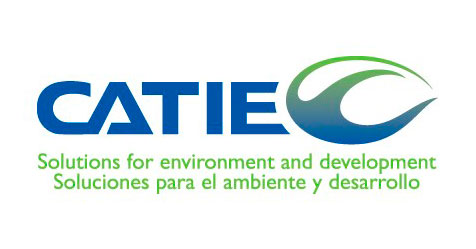 CATIE
Solutions for environment and development
Soluciones para el ambiente y desarrollo